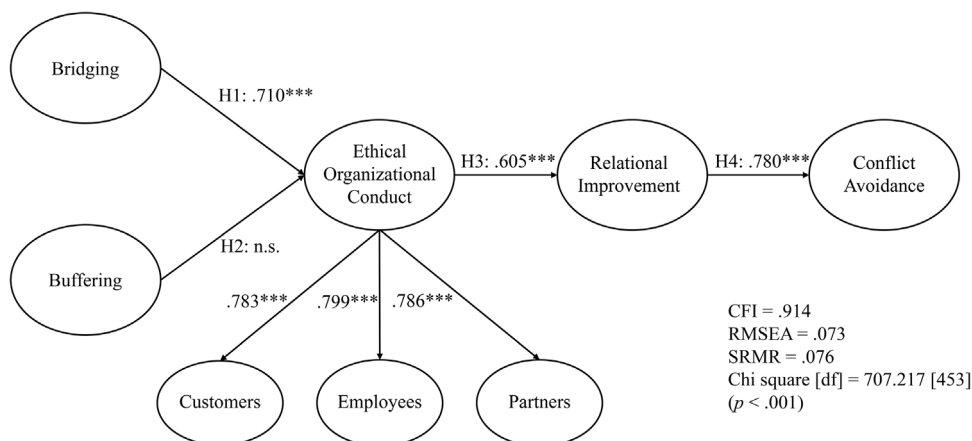 Bridging
H1: .710***
Ethical
Organizational
Conduct
H3: .605***
Relational
Improvement
H4: .780***
Conflict
Avoidance
H2: n.s.
Buffering
.783***
.799***
.786***
Customers
Employees
Partners
CFI = .914
RMSEA = .073
SRMR = .076
Chi square [df] = 707.217 [453]
(p < .001)